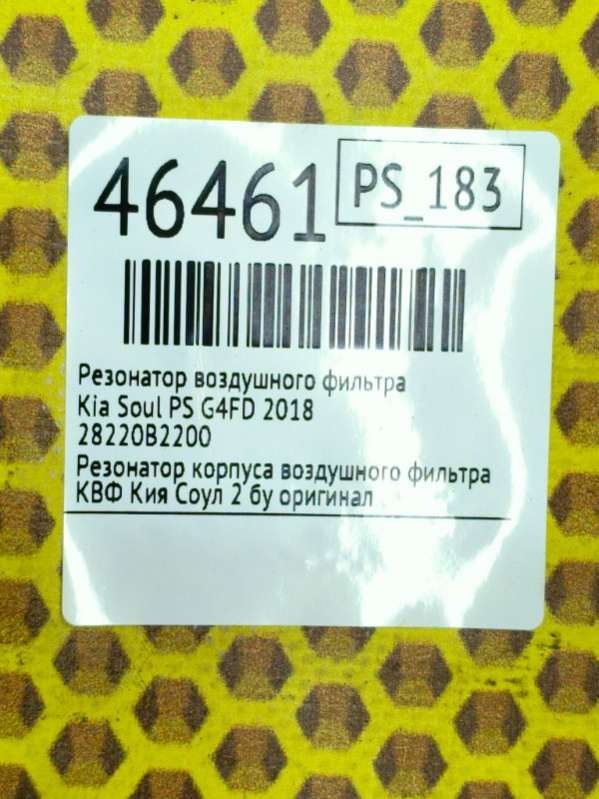 46461
PS_183
Резонатор воздушного фильтра
Kia Soul PS G4FD 2018
28220B2200
Резонатор корпуса воздушного фильтра
КВФ Кия Соул 2 бу оригинал